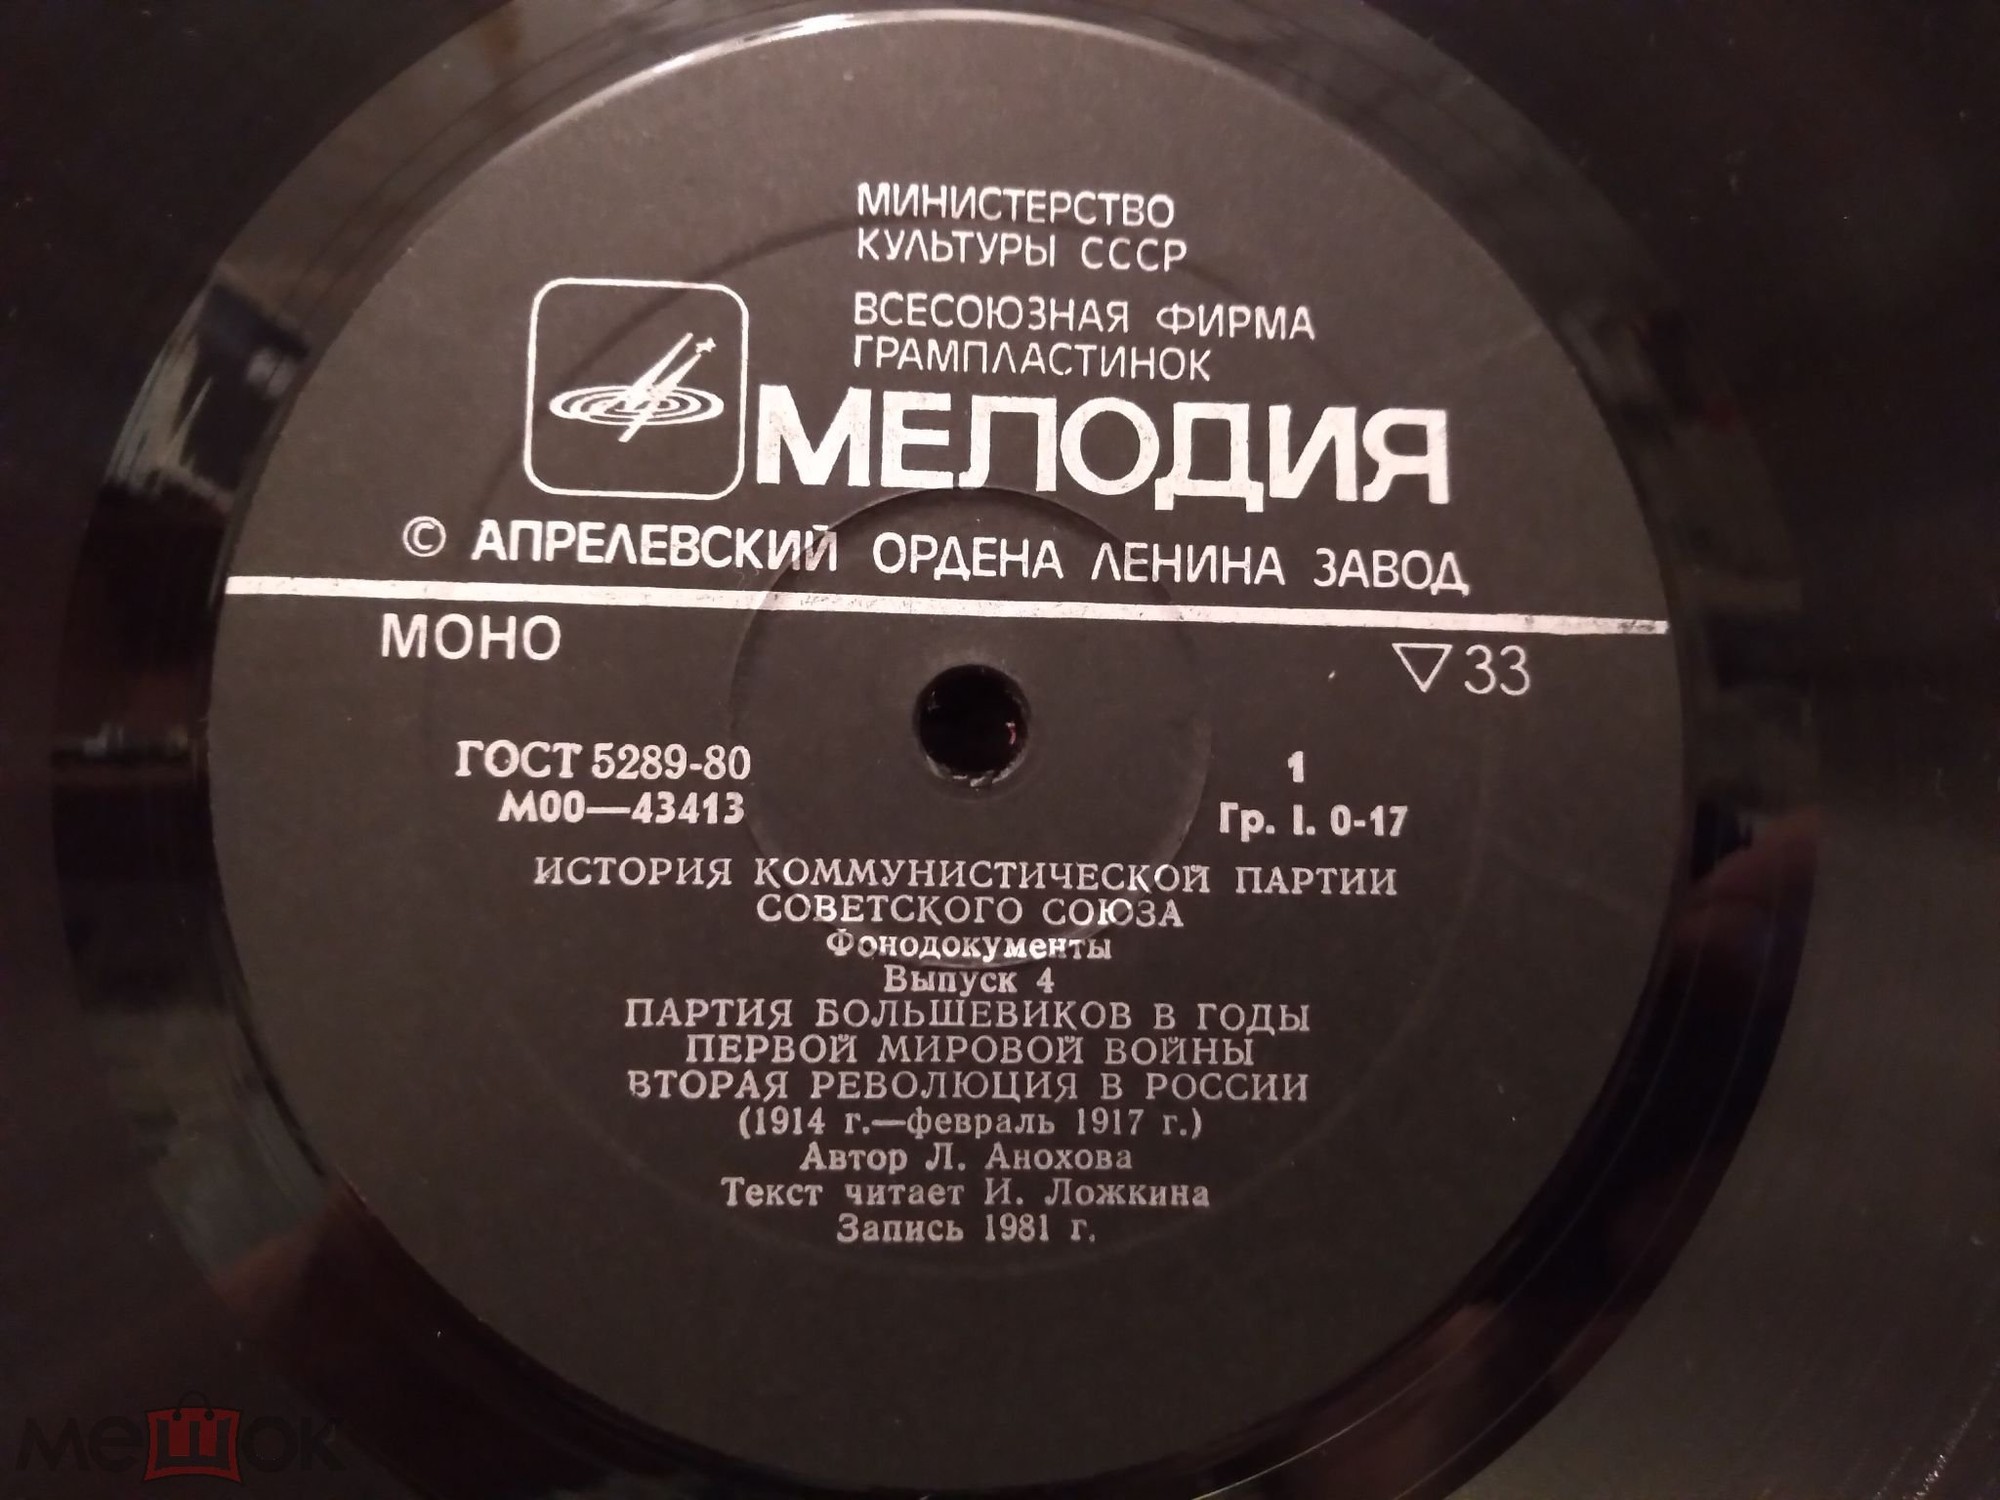 МИНИСТЕРСТВО
КУЛЬТУРЫ СССР
ВСЕСОЮЗНАЯ ФИРМА
ГРАМПЛАСТИНОК
МЕЛОДИЯ
© АПРЕЛЕВСКИЙ ОРДЕНА ЛЕНИНА ЗАВОД
МОНО
▽33
ГОСТ 5289-80
М00—43413
1
Гр. I. 0-17
ИСТОРИЯ КОММУНИСТИЧЕСКОЙ ПАРТИИ
СОВЕТСКОГО СОЮЗА
Фонодокументы
Выпуск 4
ПАРТИЯ БОЛЬШЕВИКОВ В ГОДЫ
ПЕРВОЙ МИРОВОЙ ВОЙНЫ
ВТОРАЯ РЕВОЛЮЦИЯ В РОССИИ
(1914 г.—февраль 1917 г.)
Автор Л. Анохова
Текст читает И. Ложкина
Запись 1981 г.
мешок